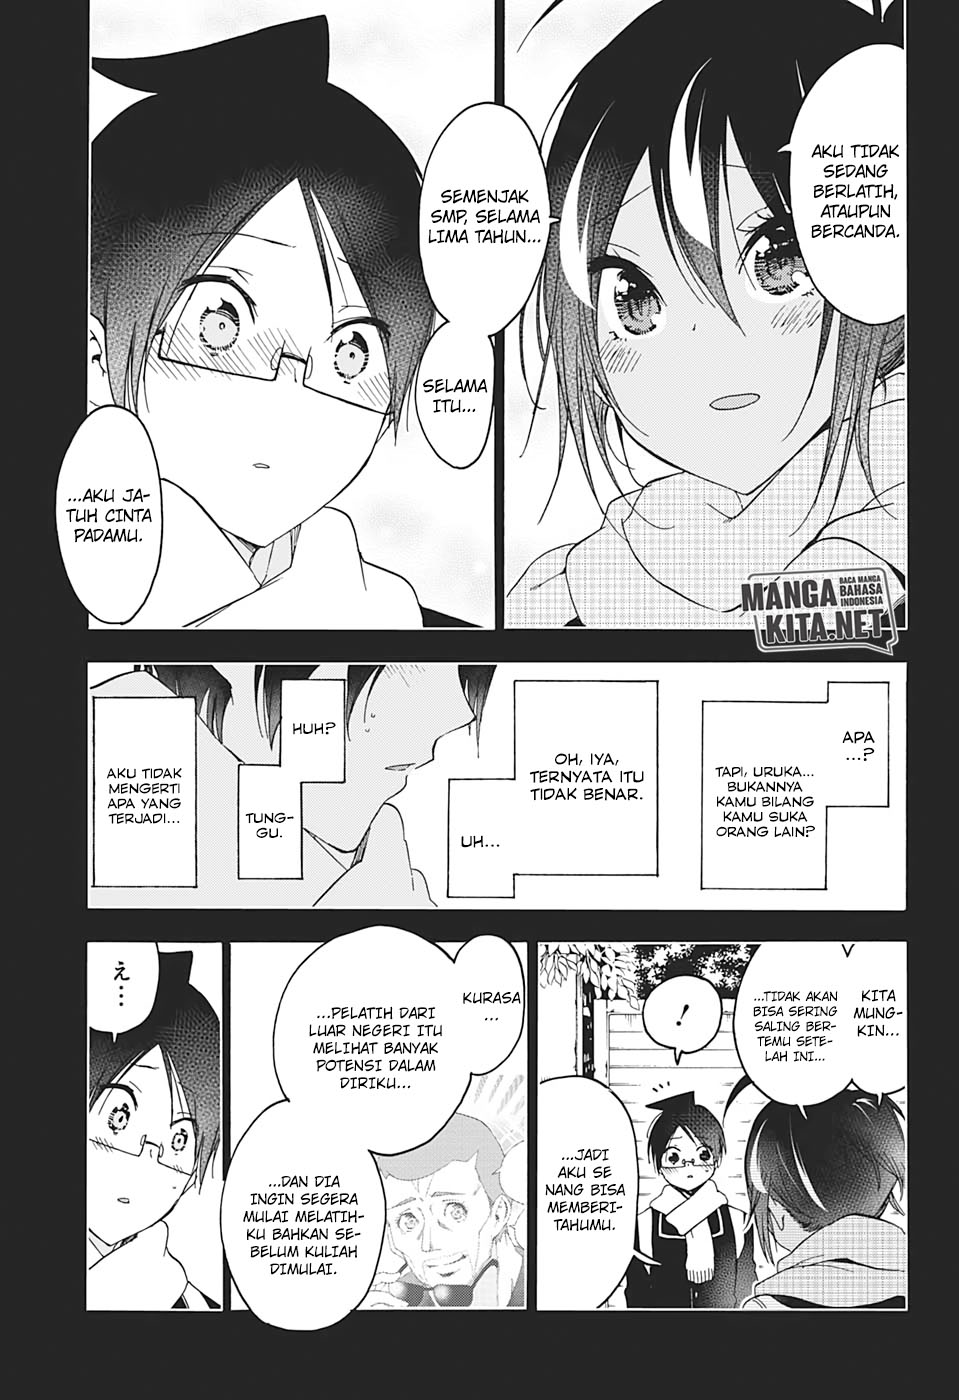 AKU TIDAK
SEDANG
BERLATIH,
ATAUPUN
BERCANDA.
SEMENJAK
SMP, SELAMA
LIMA TAHUN...
SELAMA
ITU...
...AKU JA-
TUH CINTA
PADAMU.
MANGA
KITA.NET
BACA MANGA
BAHASA
INDONESIA
APA
...?
TAPI, URUKA...
BUKANNYA
KAMU BILANG
KAMU SUKA
ORANG LAIN?
OH, IYA,
TERNYATA ITU
TIDAK BENAR.
UH...
HUH?
TUNG-
GU.
AKU TIDAK
MENGERTI
APA YANG
TERJADI...
KITA
MUNG-
KIN...
...TIDAK AKAN
BISA SERING
SALING BER-
TEMU SETE-
LAH INI...
!
...JADI
AKU SE
NANG BISA
MEMBERI-
TAHUMU.
KURASA
...
...PELATIH DARI
LUAR NEGERI ITU
MELIHAT BANYAK
POTENSI DALAM
DIRIKU...
...DAN DIA
INGIN SEGERA
MULAI MELATIH-
KU BAHKAN SE-
BELUM KULIAH
DIMULAI.
え…